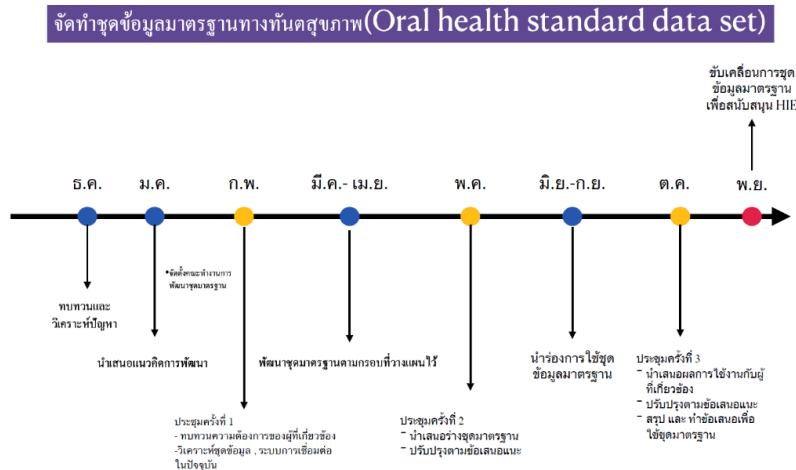 จัดทำชุดข้อมูลมาตรฐานทางทันตสุขภาพ(Oral health standard data set)
ขับเคลื่อนการชุด
ข้อมูลมาตรฐาน
เพื่อสนับสนุน HIE
ธ.ค.
ม.ค.
ก.พ.
มี.ค.- เม.ย.
พ.ค.
มิ.ย.-ก.ย.
ต.ค.
พ.ย.
*จัดตั้งคณะทำงานการ
พัฒนาชุดมาตรฐาน
ทบทวนและ
วิเคราะห์ปัญหา
นำเสนอแนวคิดการพัฒนา
พัฒนาชุดมาตรฐานตามกรอบที่วางแผนไว้
นำร่องการใช้ชุด
ข้อมูลมาตรฐาน
ประชุมครั้งที่ 1
- ทบทวนความต้องการของผู้ที่เกี่ยวข้อง
-วิเคราะห์ชุดข้อมูล , ระบบการเชื่อมต่อ
ในปัจจุบัน
ประชุมครั้งที่ 2
- นำเสนอร่างชุดมาตรฐาน
- ปรับปรุงตามข้อเสนอแนะ
ประชุมครั้งที่ 3
- นำเสนอผลการใช้งานกับผู้
ที่เกี่ยวข้อง
- ปรับปรุงตามข้อเสนอแนะ
- สรุป และ ทำข้อเสนอเพื่อ
ใช้ชุดมาตรฐาน